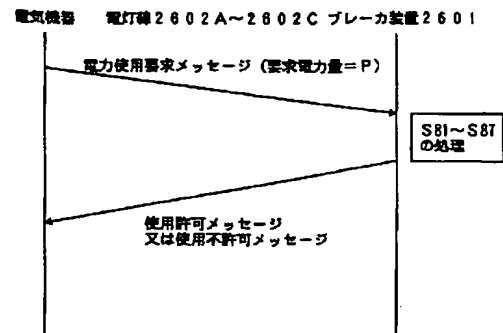 電気機器 電灯線2602A～2602C ブレーカ装置2601
電力使用要求メッセージ（要求電力量＝P）
S81～S87
の処理
使用許可メッセージ
又は使用不許可メッセージ